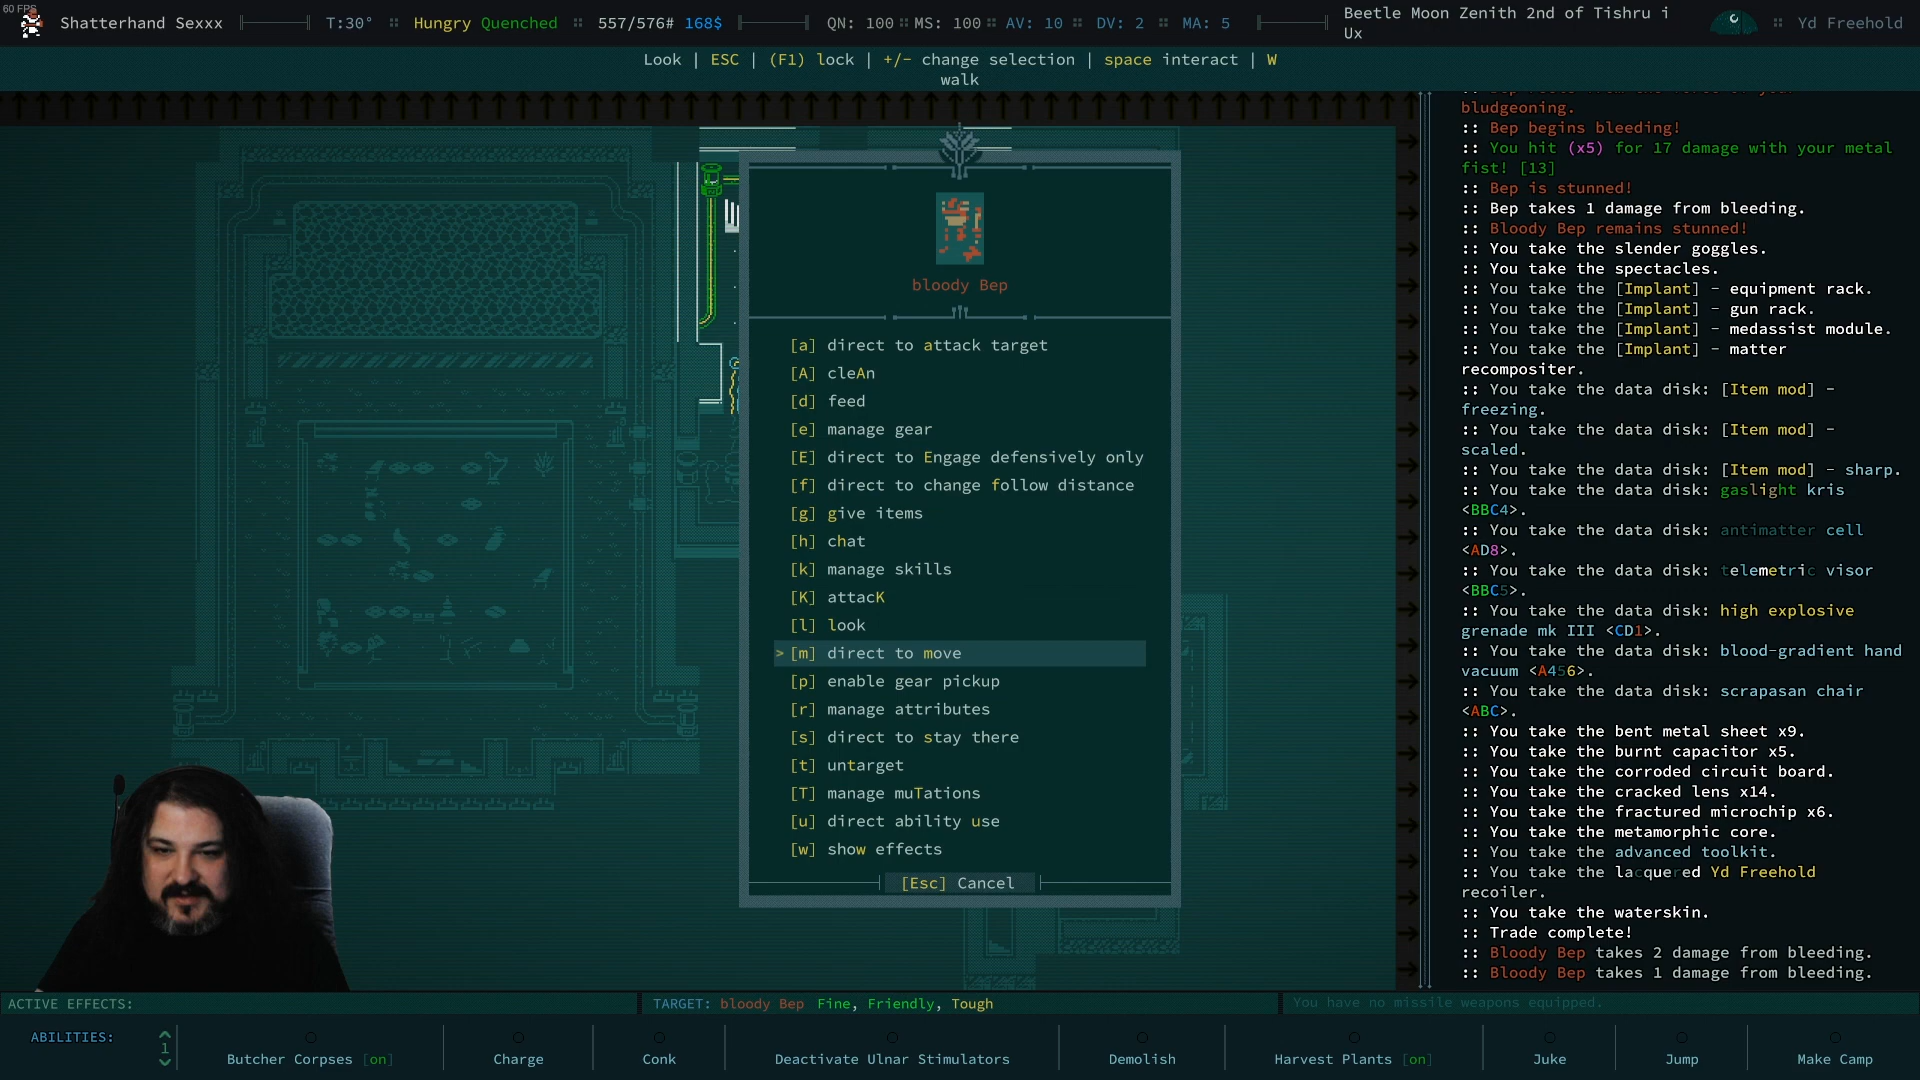 60 FPS
Shatterhand Sexxx
T:30° :: Hungry Quenched :: 557/576# 168$
QN: 100 :: MS: 100 :: AV: 10 :: DV: 2 :: MA: 5
Beetle Moon Zenith 2nd of Tishru i
Ux
:: Yd Freehold
Look | ESC | (F1) lock | +/- change selection | space interact | W
walk
bloody Bep
[a] direct to attack target
[A] cleAn
[d] feed
[e] manage gear
[E] direct to Engage defensively only
[f] direct to change follow distance
[g] give items
[h] chat
[k] manage skills
[K] attacK
[l] look
> [m] direct to move
[p] enable gear pickup
[r] manage attributes
[s] direct to stay there
[t] untarget
[T] manage muTations
[u] direct ability use
[w] show effects
[Esc] Cancel
bludgeoning.
:: Bep begins bleeding!
:: You hit (x5) for 17 damage with your metal
fist! [13]
:: Bep is stunned!
:: Bep takes 1 damage from bleeding.
:: Bloody Bep remains stunned!
:: You take the slender goggles.
:: You take the spectacles.
:: You take the [Implant] - equipment rack.
:: You take the [Implant] - gun rack.
:: You take the [Implant] - medassist module.
:: You take the [Implant] - matter
recompositer.
:: You take the data disk: [Item mod] -
freezing.
:: You take the data disk: [Item mod] -
scaled.
:: You take the data disk: [Item mod] - sharp.
:: You take the data disk: gaslight kris
<BBC4>.
:: You take the data disk: antimatter cell
<AD8>.
:: You take the data disk: telemetric visor
<BBC5>.
:: You take the data disk: high explosive
grenade mk III <CD1>.
:: You take the data disk: blood-gradient hand
vacuum <A456>.
:: You take the data disk: scrapasan chair
<ABC>.
:: You take the bent metal sheet x9.
:: You take the burnt capacitor x5.
:: You take the corroded circuit board.
:: You take the cracked lens x14.
:: You take the fractured microchip x6.
:: You take the metamorphic core.
:: You take the advanced toolkit.
:: You take the lacquered Yd Freehold
recoiler.
:: You take the waterskin.
:: Trade complete!
:: Bloody Bep takes 2 damage from bleeding.
:: Bloody Bep takes 1 damage from bleeding.
ACTIVE EFFECTS:
TARGET: bloody Bep Fine, Friendly, Tough
You have no missile weapons equipped.
ABILITIES:
1
Butcher Corpses [on]
Charge
Conk
Deactivate Ulnar Stimulators
Demolish
Harvest Plants [on]
Juke
Jump
Make Camp